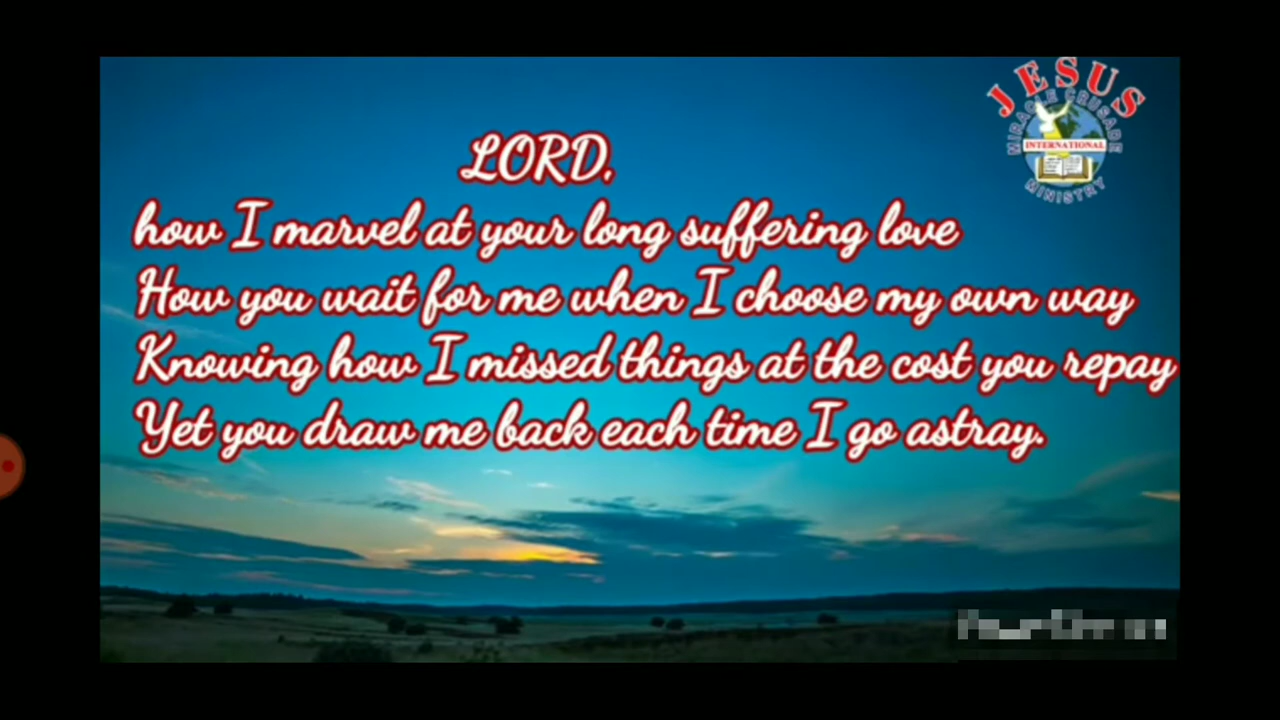 JESUS
MIRACLE CRUSADE
INTERNATIONAL
MINISTRY
LORD,
how I marvel at your long suffering love
How you wait for me when I choose my own way
Knowing how I missed things at the cost you repay
Yet you draw me back each time I go astray.